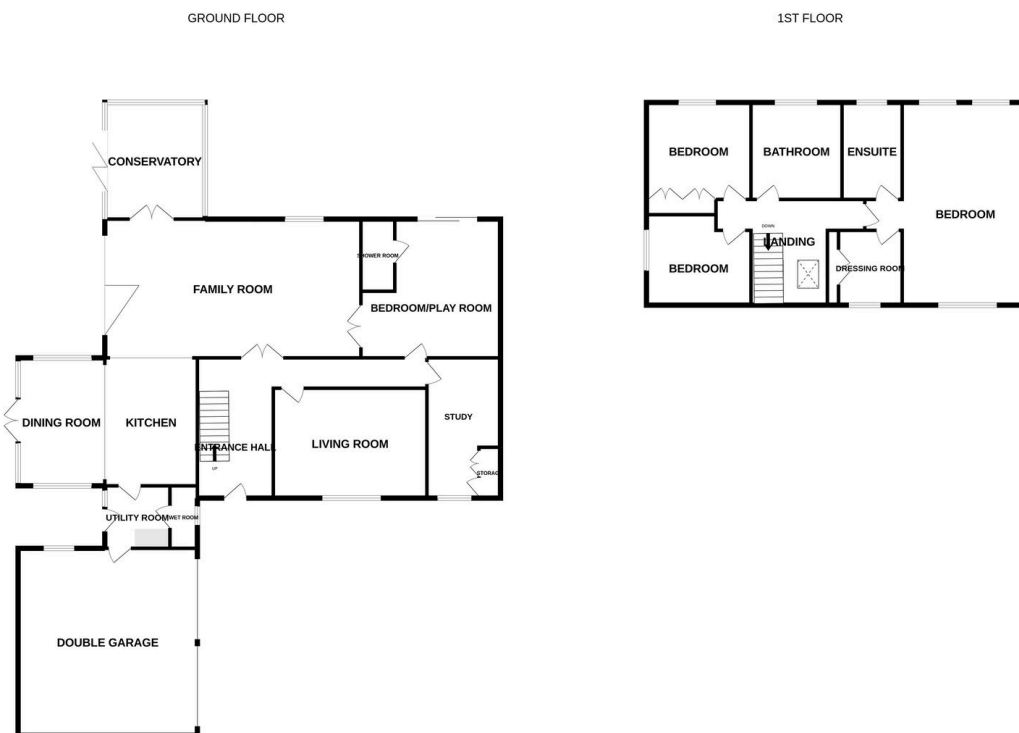 GROUND FLOOR
CONSERVATORY
SHOWER ROOM
FAMILY ROOM
BEDROOM/PLAY ROOM
DINING ROOM
KITCHEN
STUDY
ENTRANCE HALL
LIVING ROOM
UP
STORAGE
UTILITY ROOM
WET ROOM
DOUBLE GARAGE
1ST FLOOR
BEDROOM
BATHROOM
ENSUITE
BEDROOM
DOWN
LANDING
BEDROOM
DRESSING ROOM